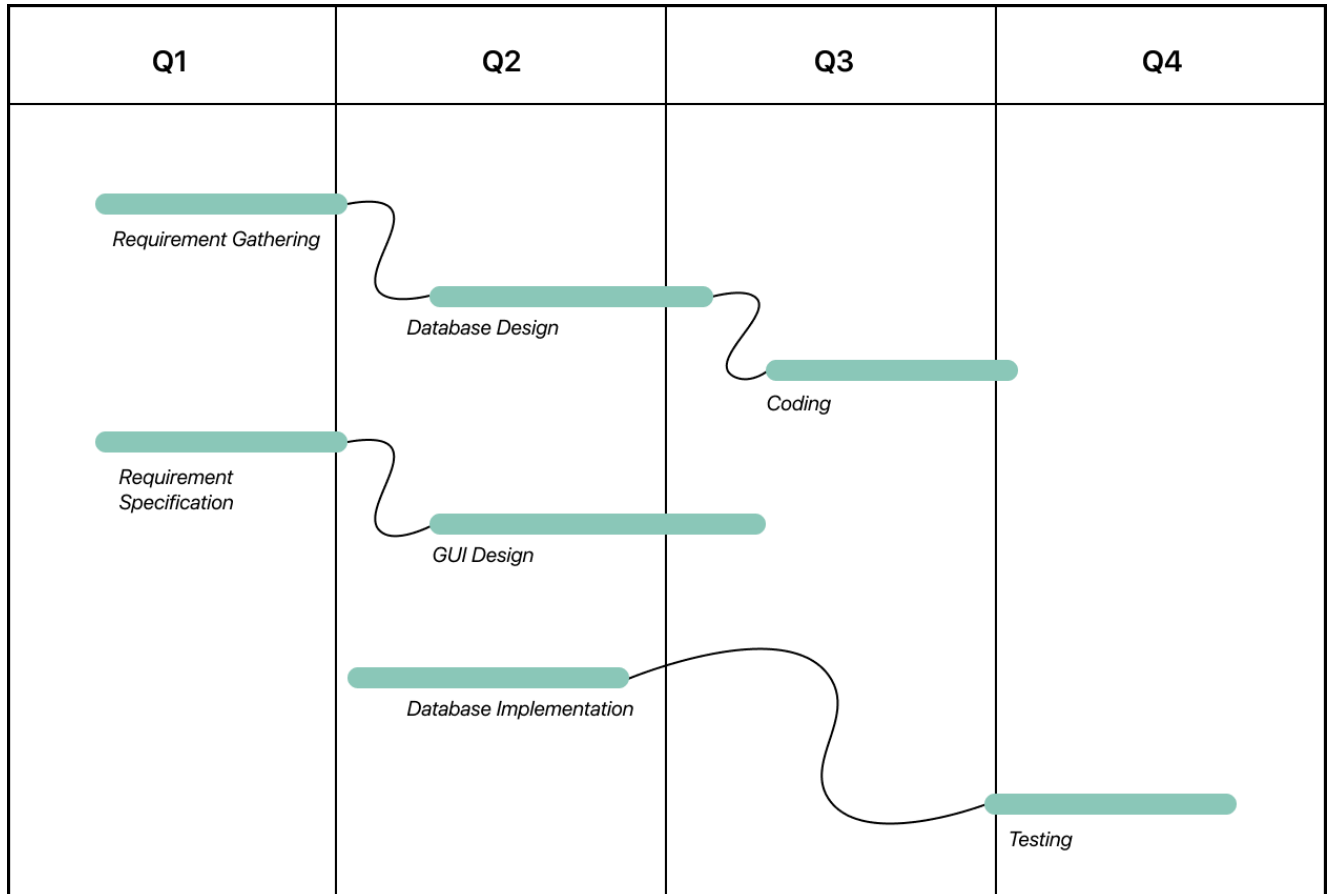 Q1
Q2
Q3
Q4
Requirement Gathering
Database Design
Coding
Requirement
Specification
GUI Design
Database Implementation
Testing